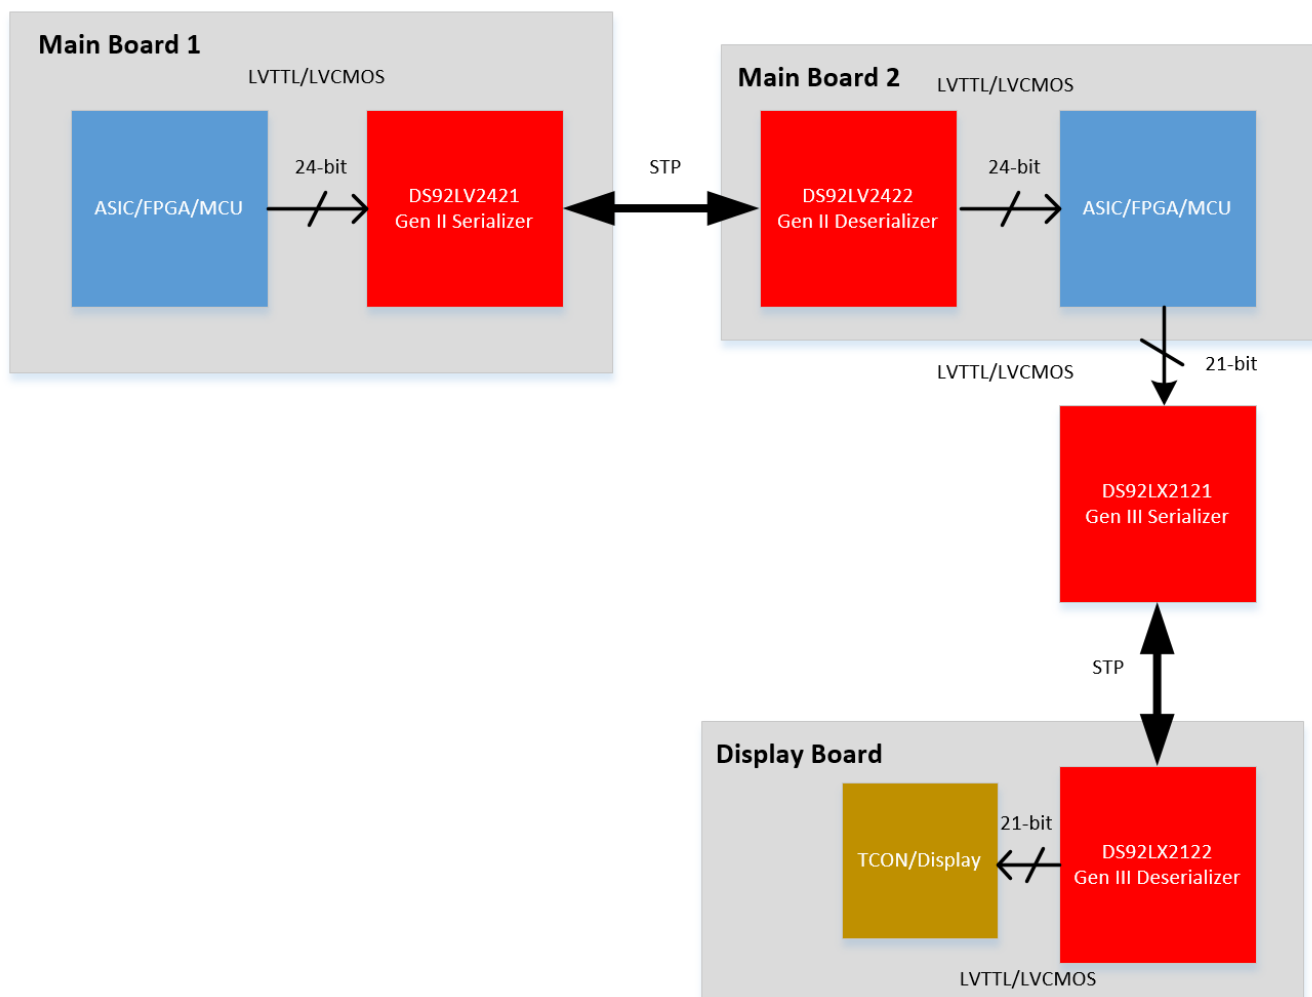 Main Board 1
LVTTL/LVCMOS
ASIC/FPGA/MCU
24-bit
DS92LV2421
Gen II Serializer
STP
Main Board 2
LVTTL/LVCMOS
DS92LV2422
Gen II Deserializer
24-bit
ASIC/FPGA/MCU
LVTTL/LVCMOS
21-bit
DS92LX2121
Gen III Serializer
STP
Display Board
TCON/Display
21-bit
DS92LX2122
Gen III Deserializer
LVTTL/LVCMOS